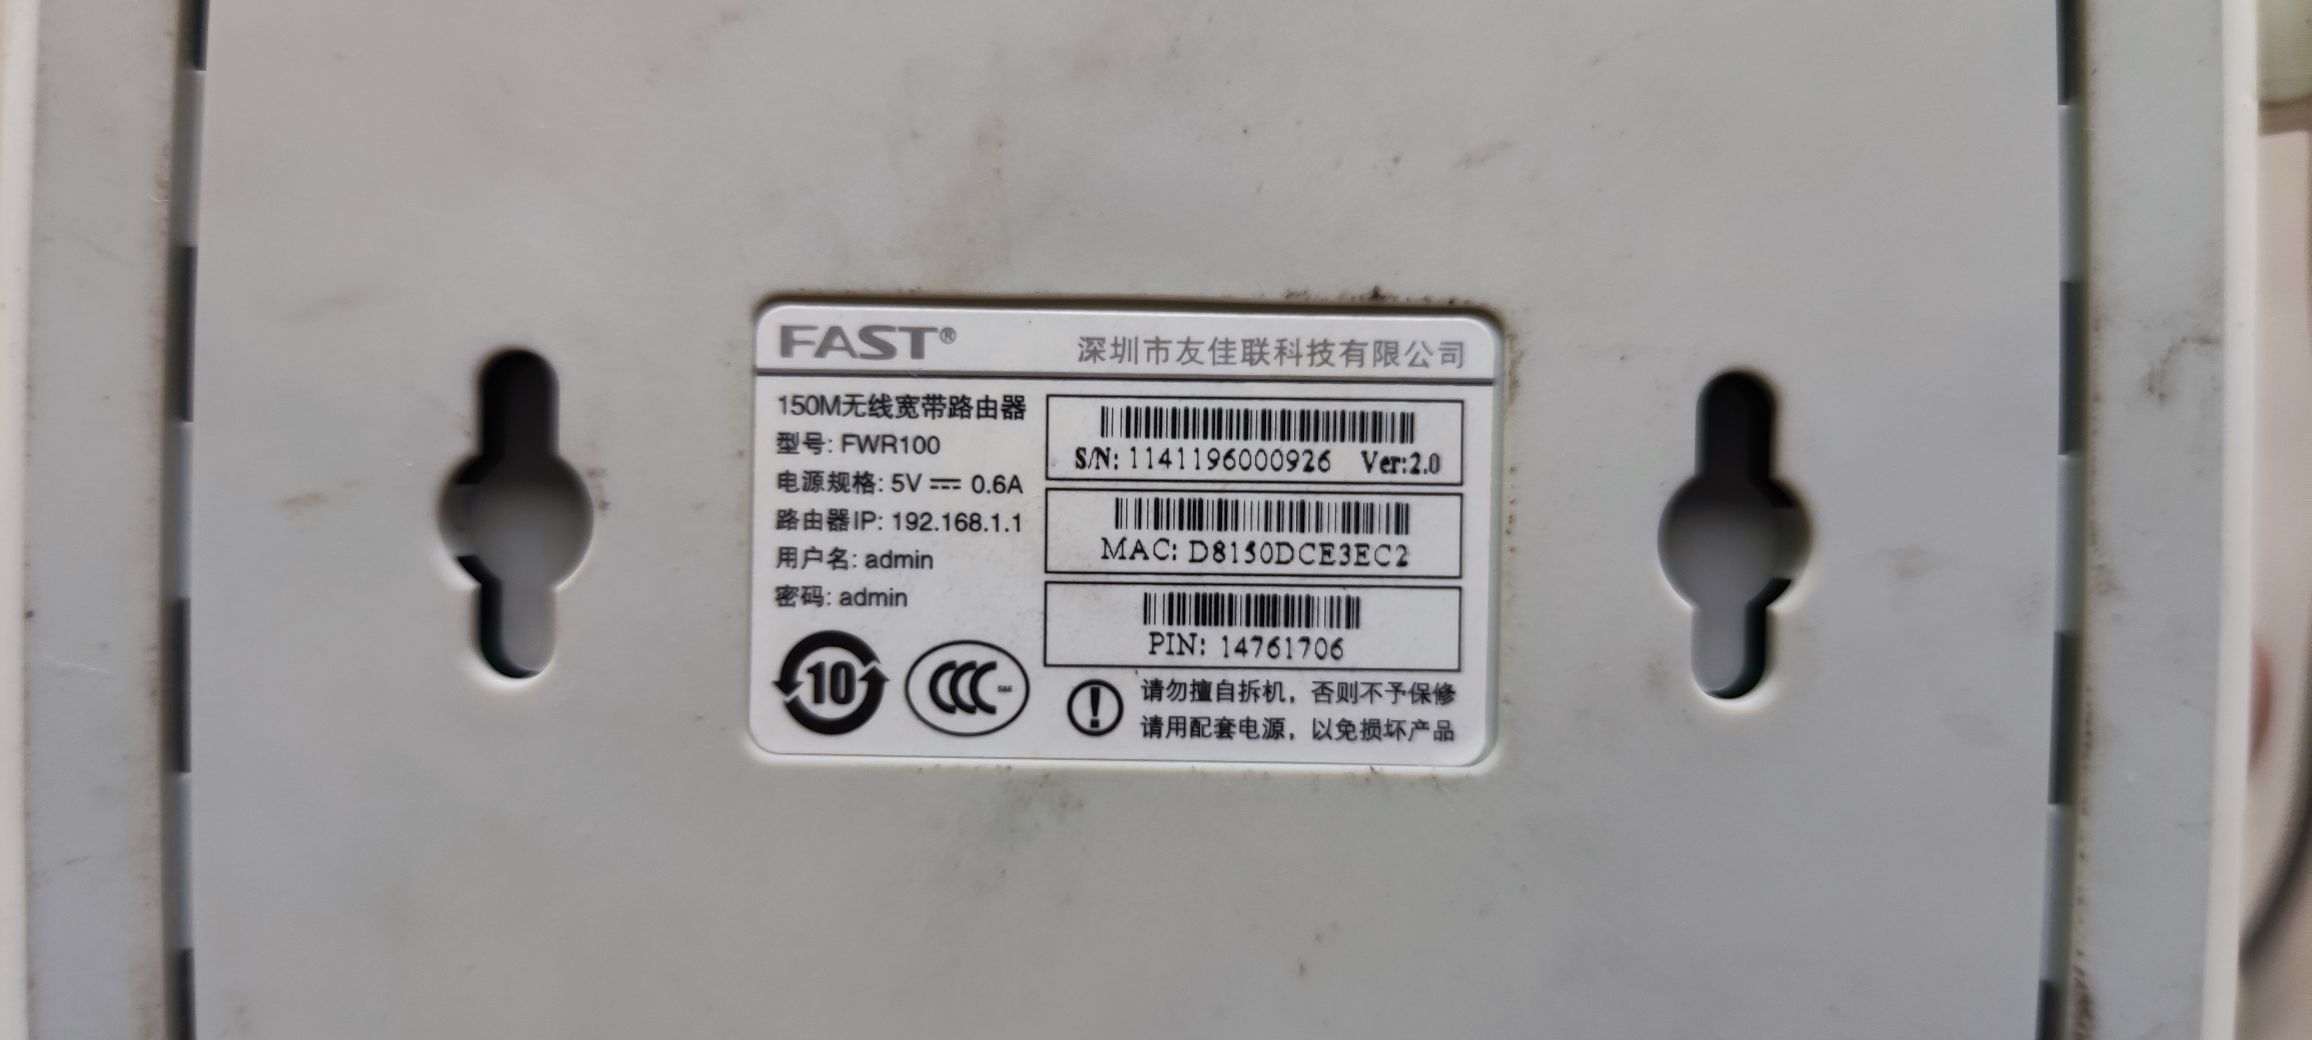 FAST®
深圳市友佳联科技有限公司
150M无线宽带路由器
型号: FWR100
电源规格: 5V ⎓ 0.6A
路由器IP: 192.168.1.1
用户名: admin
密码: admin
S/N: 1141196000926 Ver:2.0
MAC: D8150DCE3EC2
PIN: 14761706
10
CCC
请勿擅自拆机，否则不予保修
请用配套电源，以免损坏产品